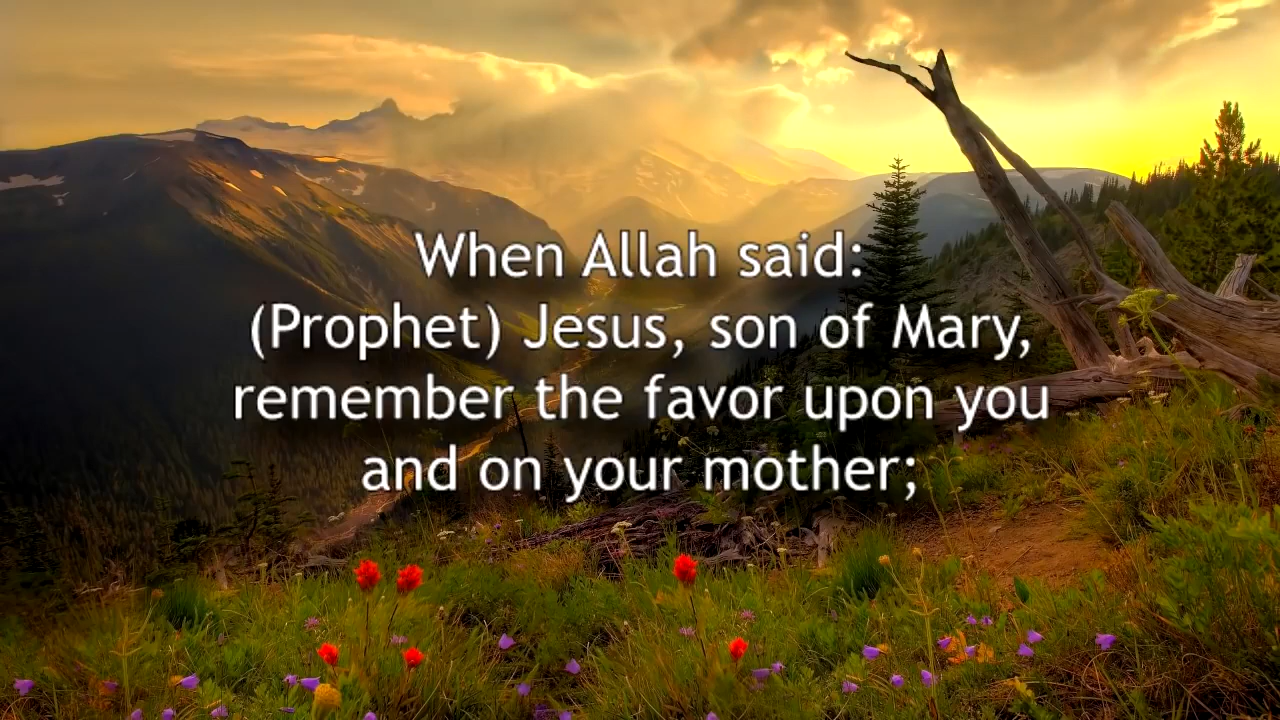 When Allah said:
(Prophet) Jesus, son of Mary,
remember the favor upon you
and on your mother;